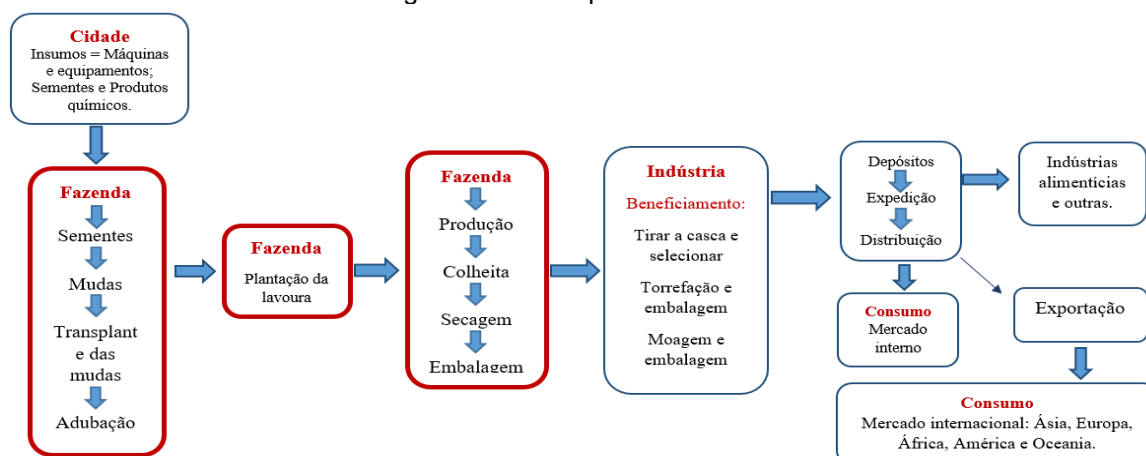 Cidade
Insumos = Máquinas
e equipamentos;
Sementes e Produtos
químicos.
Fazenda
Sementes
Mudas
Transplant
e das
mudas
Adubação
Fazenda
Plantação da
lavoura
Fazenda
Produção
Colheita
Secagem
Embalagem
Indústria
Beneficiamento:
Tirar a casca e
selecionar
Torrefação e
embalagem
Moagem e
embalagem
Depósitos
Expedição
Distribuição
Indústrias
alimentícias
e outras.
Consumo
Mercado
interno
Exportação
Consumo
Mercado internacional: Ásia, Europa,
África, América e Oceania.